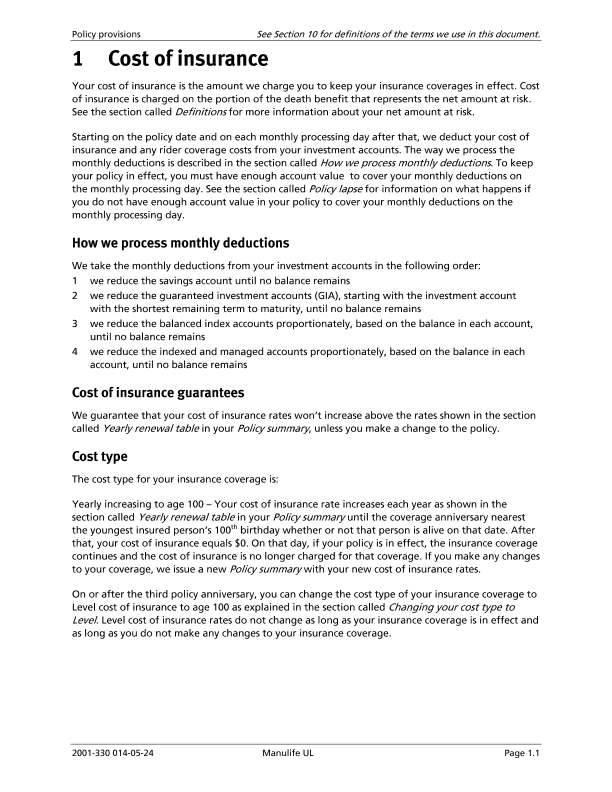 Policy provisions See Section 10 for definitions of the terms we use in this document.
1 Cost of insurance
Your cost of insurance is the amount we charge you to keep your insurance coverages in effect. Cost
of insurance is charged on the portion of the death benefit that represents the net amount at risk.
See the section called Definitions for more information about your net amount at risk.
Starting on the policy date and on each monthly processing day after that, we deduct your cost of
insurance and any rider coverage costs from your investment accounts. The way we process the
monthly deductions is described in the section called How we process monthly deductions. To keep
your policy in effect, you must have enough account value to cover your monthly deductions on
the monthly processing day. See the section called Policy lapse for information on what happens if
you do not have enough account value in your policy to cover your monthly deductions on the
monthly processing day.
How we process monthly deductions
We take the monthly deductions from your investment accounts in the following order:
1 we reduce the savings account until no balance remains
2 we reduce the guaranteed investment accounts (GIA), starting with the investment account
with the shortest remaining term to maturity, until no balance remains
3 we reduce the balanced index accounts proportionately, based on the balance in each account,
until no balance remains
4 we reduce the indexed and managed accounts proportionately, based on the balance in each
account, until no balance remains
Cost of insurance guarantees
We guarantee that your cost of insurance rates won't increase above the rates shown in the section
called Yearly renewal table in your Policy summary, unless you make a change to the policy.
Cost type
The cost type for your insurance coverage is:
Yearly increasing to age 100 – Your cost of insurance rate increases each year as shown in the
section called Yearly renewal table in your Policy summary until the coverage anniversary nearest
the youngest insured person's 100th birthday whether or not that person is alive on that date. After
that, your cost of insurance equals $0. On that day, if your policy is in effect, the insurance coverage
continues and the cost of insurance is no longer charged for that coverage. If you make any changes
to your coverage, we issue a new Policy summary with your new cost of insurance rates.
On or after the third policy anniversary, you can change the cost type of your insurance coverage to
Level cost of insurance to age 100 as explained in the section called Changing your cost type to
Level. Level cost of insurance rates do not change as long as your insurance coverage is in effect and
as long as you do not make any changes to your insurance coverage.
2001-330 014-05-24 Manulife UL Page 1.1